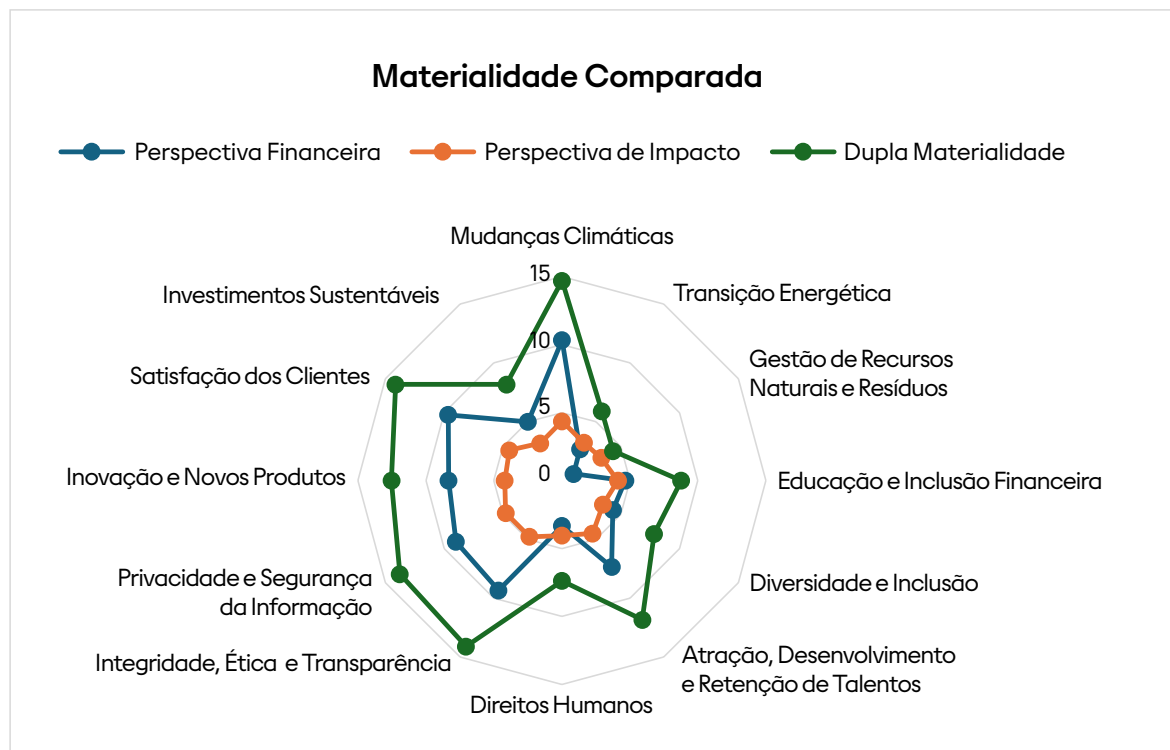 Materialidade Comparada
Perspectiva Financeira
Perspectiva de Impacto
Dupla Materialidade
Mudanças Climáticas
15
Transição Energética
Investimentos Sustentáveis
10
Gestão de Recursos
Naturais e Resíduos
Satisfação dos Clientes
5
0
Inovação e Novos Produtos
Educação e Inclusão Financeira
Privacidade e Segurança
da Informação
Diversidade e Inclusão
Integridade, Ética e Transparência
Atração, Desenvolvimento
e Retenção de Talentos
Direitos Humanos